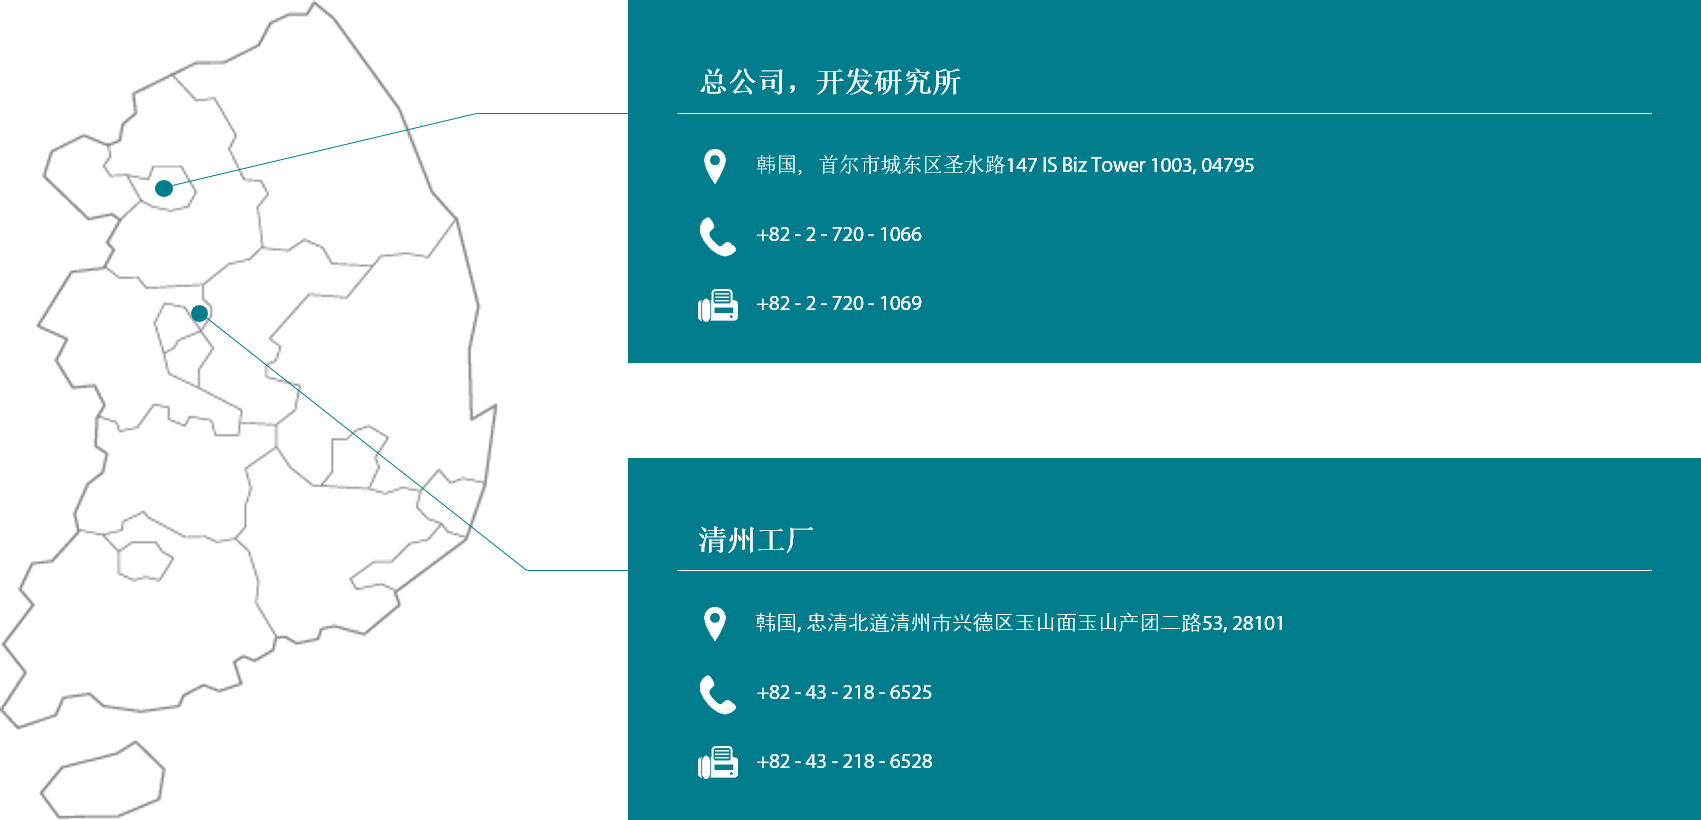 总公司，开发研究所
韩国，首尔市城东区圣水路147 IS Biz Tower 1003, 04795
+82 - 2 - 720 - 1066
+82 - 2 - 720 - 1069
清州工厂
韩国, 忠清北道清州市兴德区玉山面玉山产团二路53, 28101
+82 - 43 - 218 - 6525
+82 - 43 - 218 - 6528